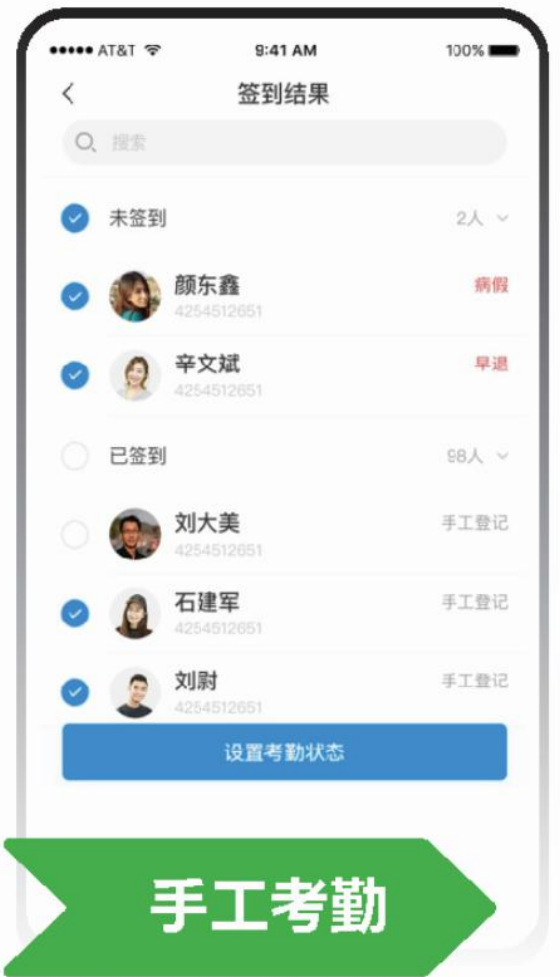 AT&T 9:41 AM 100%
签到结果
搜索
未签到 2人
颜东鑫 病假
4254512651
辛文斌 早退
4254512651
已签到 98人
刘大美 手工登记
4254512651
石建军 手工登记
4254512651
刘尉 手工登记
4254512651
设置考勤状态
手工考勤